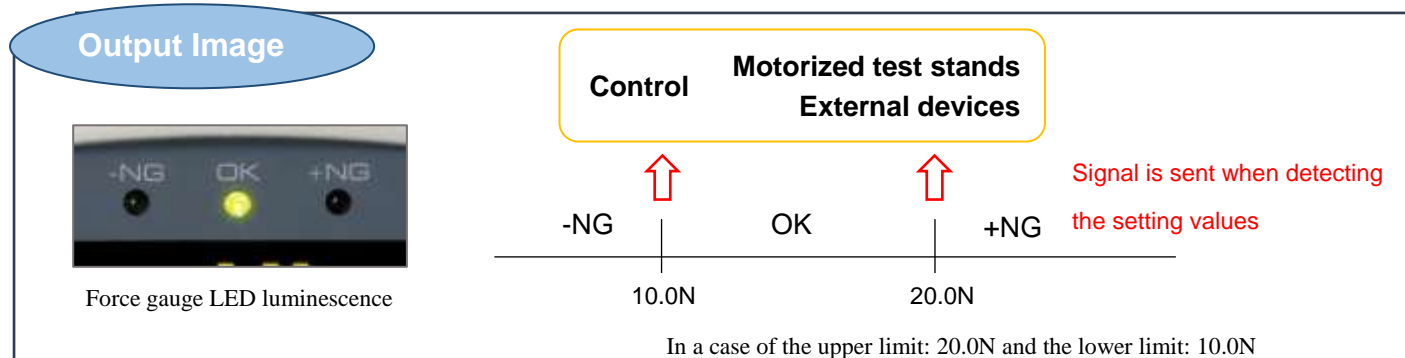 Output Image
Control
Motorized test stands
External devices
-NG OK +NG
Force gauge LED luminescence
Signal is sent when detecting
the setting values
-NG OK +NG
10.0N 20.0N
In a case of the upper limit: 20.0N and the lower limit: 10.0N